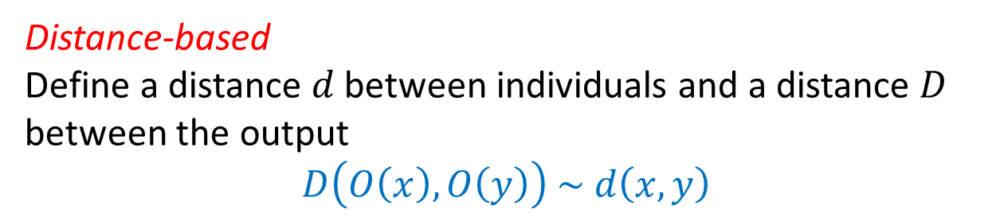 Distance-based
Define a distance 𝑑 between individuals and a distance 𝐷
between the output
𝐷(𝑂(𝑥), 𝑂(𝑦)) ~ 𝑑(𝑥, 𝑦)